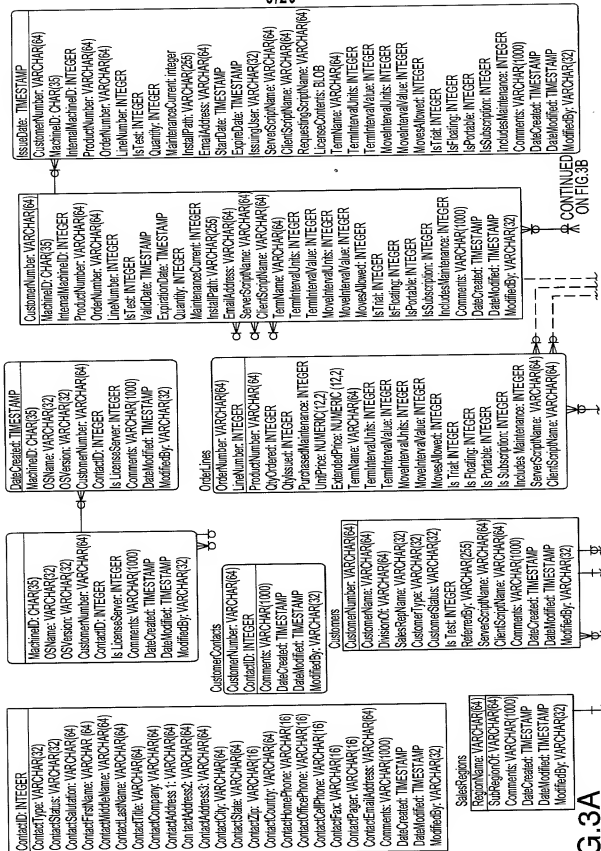 ContactID: INTEGER
ContactType: VARCHAR(32)
ContactStatus: VARCHAR(32)
ContactSalutation: VARCHAR(64)
ContactFirstName: VARCHAR (64)
ContactMiddleName: VARCHAR(64)
ContactLastName: VARCHAR(64)
ContactTitle: VARCHAR(64)
ContactCompany: VARCHAR(64)
ContactAddress 1: VARCHAR(64)
Con tactAddress2: VARCHAR(64)
ContactAddress3: VARCHAR(64)
ContactCity: VARCHAR(64)
ContactState: VARCHAR(64)
ContactZip: VARCHAR(16)
ContactCountry: VARCHAR(64)
ContactHomePhone: VARCHAR(16)
ContactOfficePhone: VARCHAR(16)
ContactCellPhone: VARCHAR(16)
ContactFax: VARCHAR(16)
ContactPager: VARCHAR(16)
ContactEmailAddress: VARCHAR(64)
Comments: VARCHAR(1000)
DateCreated: TIMESTAMP
DateModified: TIMESTAMP
ModifiedBy: VARCHAR(32)
SalesRegions
RegionName: VARCHAR(64)
SubRegionOf: VARCHAR(64)
Comments: VARCHAR(1000)
DateCreated: TIMESTAMP
DateModified: TIMESTAMP
ModifiedBy: VARCHAR(32)
MachineID: CHAR(35)
OSName: VARCHAR(32)
OSVersion: VARCHAR(32)
CustomerNumber: VARCHAR(64)
ContactID: INTEGER
Is LicenseServer: INTEGER
Comments: VARCHAR(1000)
DateCreated: TIMESTAMP
DateModified: TIMESTAMP
ModifiedBy: VARCHAR(32)
CustomerContacts
CustomerNumber: VARCHAR(64)
ContactID: INTEGER
Comments: VARCHAR(1000)
DateCreated: TIMESTAMP
DateModified: TIMESTAMP
ModifiedBy: VARCHAR(32)
Customers
CustomerNumber: VARCHAR(64)
CustomerName: VARCHAR(64)
DivisionOf: VARCHAR(64)
SalesRepName: VARCHAR(32)
CustomerType: VARCHAR(32)
CustomerStatus: VARCHAR(32)
Is Test: INTEGER
ReferredBy: VARCHAR(255)
ServerScriptName: VARCHAR(64)
ClientScriptName: VARCHAR(64)
Comments: VARCHAR(1000)
DateCreated: TIMESTAMP
DateModified: TIMESTAMP
ModifiedBy: VARCHAR(32)
DateCreated: TIMESTAMP
MachineID: CHAR(35)
OSName: VARCHAR(32)
OSVersion: VARCHAR(32)
CustomerNumber: VARCHAR(64)
ContactID: INTEGER
Is LicenseServer: INTEGER
Comments: VARCHAR(1000)
DateModified: TIMESTAMP
ModifiedBy: VARCHAR(32)
OrderLines
OrderNumber: VARCHAR(64)
LineNumber: INTEGER
ProductNumber: VARCHAR(64)
QtyOrdered: INTEGER
QtyIssued: INTEGER
PurphasedMaintenance: INTEGER
UnitPrice: NUMERIC(12,2)
ExtendedPrice: NUMERIC (12,2)
TermName: VARCHAR(64)
TermIntervalUnits: INTEGER
TermIntervalValue: INTEGER
MoveIntervalUnits: INTEGER
MoveIntervalValue: INTEGER
MovesAllowed: INTEGER
Is Trial: INTEGER
Is Floating: INTEGER
Is Portable: INTEGER
Is Subscription: INTEGER
Includes Maintenance: INTEGER
ServerScriptName: VARCHAR(64)
ClientScriptName: VARCHAR(64)
CustomerNumber: VARCHAR(64)
MachineID: CHAR(35)
InternalMachineID: INTEGER
ProductNumber: VARCHAR(64)
OrderNumber: VARCHAR(64)
LineNumber: INTEGER
IsTest: INTEGER
ValidDate: TIMESTAMP
ExpirationDate: TIMESTAMP
Quantity: INTEGER
MaintenanceCurrent: INTEGER
InstallPath: VARCHAR(255)
EmailAddress: VARCHAR(64)
ServerScriptName: VARCHAR(64)
ClientScriptName: VARCHAR(64)
TermName: VARCHAR(64)
TermIntervalUnits: INTEGER
TermIntervalValue: INTEGER
MoveIntervalUnits: INTEGER
MoveIntervalValue: INTEGER
MovesAllowed: INTEGER
IsTrial: INTEGER
IsFloating: INTEGER
IsPortable: INTEGER
IsSubscription: INTEGER
IncludesMaintenance: INTEGER
Comments: VARCHAR(1000)
DateCreated: TIMESTAMP
DateModified: TIMESTAMP
ModifiedBy: VARCHAR(32)
CONTINUED
ON FIG.3B
IssueDate: TIMESTAMP
CustomerNumber: VARCHAR(64)
MachineID: CHAR(35)
InternalMachineID: INTEGER
ProductNumber: VARCHAR(64)
OrderNumber: VARCHAR(64)
LineNumber: INTEGER
IsTest: INTEGER
Quantity: INTEGER
MaintenanceCurrent: integer
InstallPath: VARCHAR(255)
EmailAddress: VARCHAR(64)
StartDate: TIMESTAMP
ExpireDate: TIMESTAMP
IssuingUser: VARCHAR(32)
ServerScriptName: VARCHAR(64)
ClientScriptName: VARCHAR(64)
RequestingScriptName: VARCHAR(64)
LicenseContents: BLOB
TermName: VARCHAR(64)
TermIntervalUnits: INTEGER
TermIntervalValue: INTEGER
MoveIntervalUnits: INTEGER
MoveIntervalValue: INTEGER
MovesAllowed: INTEGER
IsTrial: INTEGER
IsFloating: INTEGER
IsPortable: INTEGER
IsSubscription: INTEGER
IncludesMaintenance: INTEGER
Comments: VARCHAR(1000)
DateCreated: TIMESTAMP
DateModified: TIMESTAMP
ModifiedBy: VARCHAR(32)
G.3A